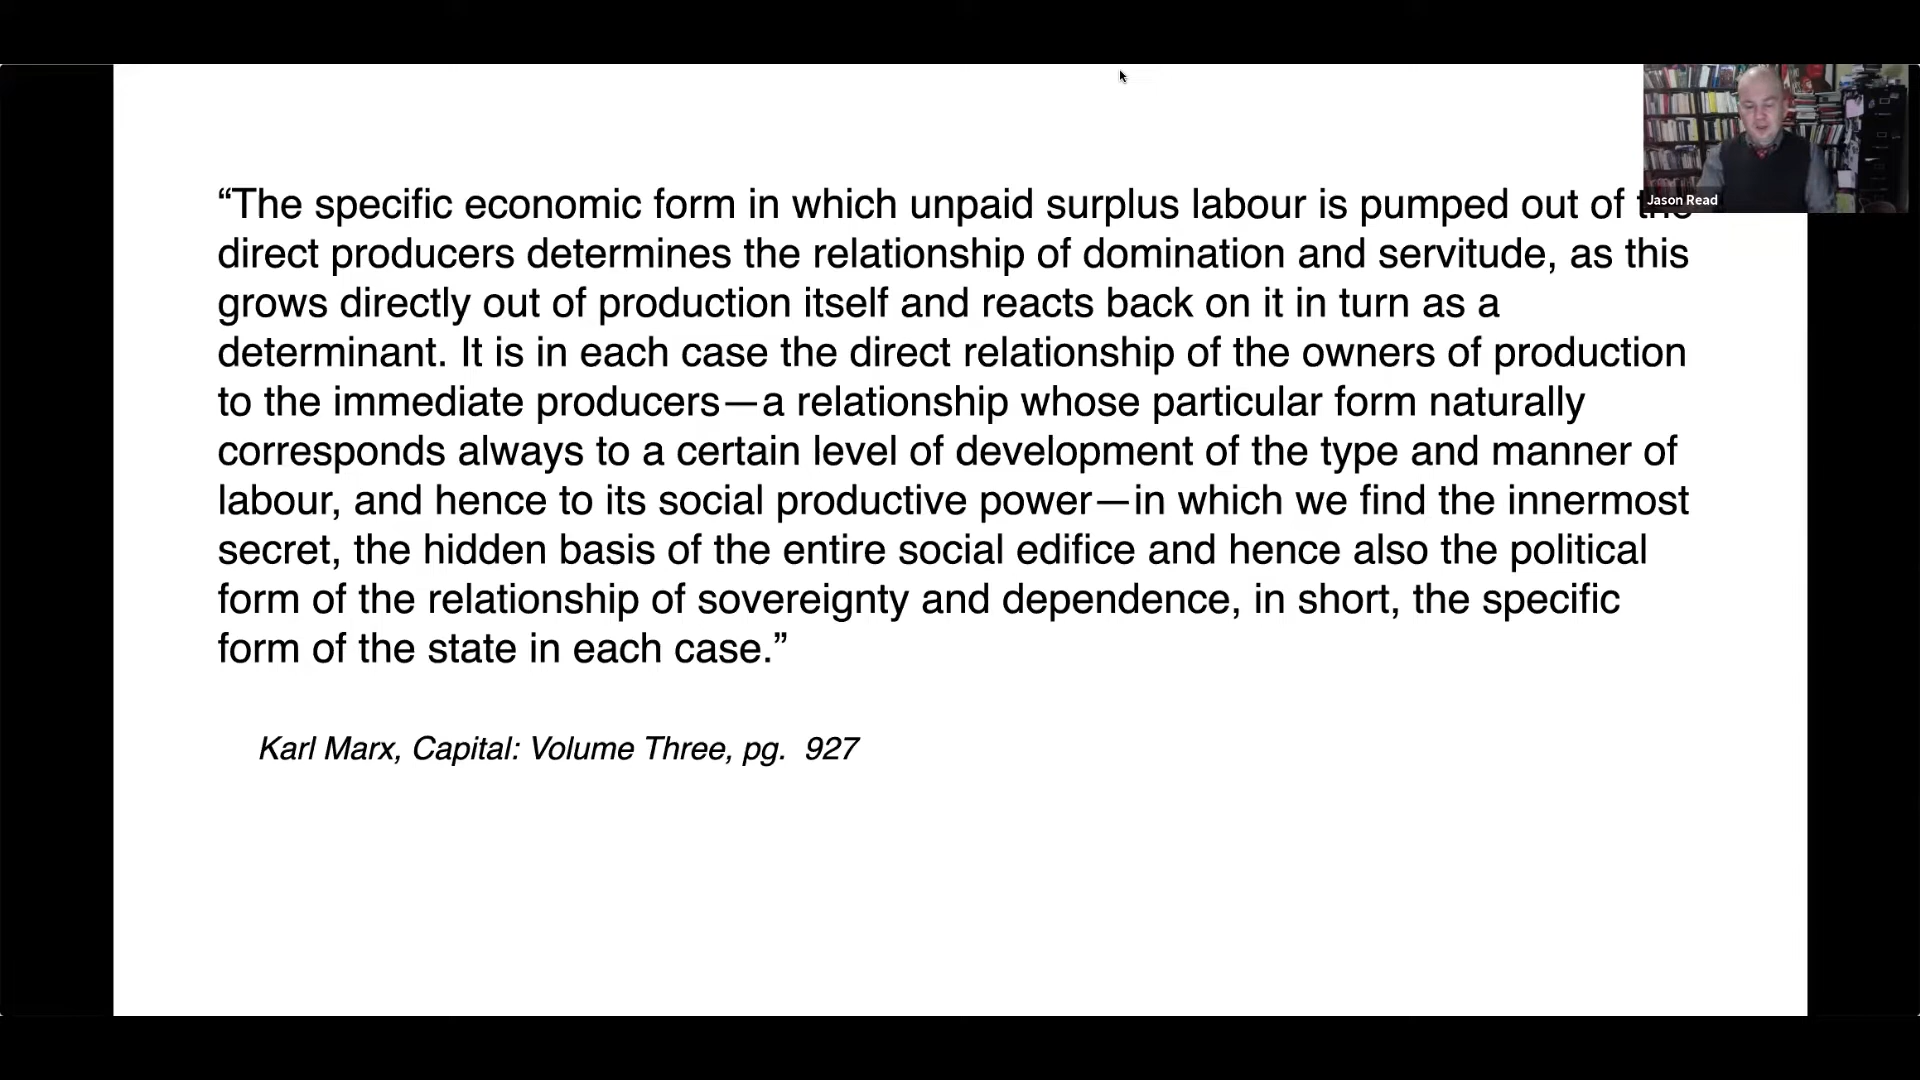 “The specific economic form in which unpaid surplus labour is pumped out of the
direct producers determines the relationship of domination and servitude, as this
grows directly out of production itself and reacts back on it in turn as a
determinant. It is in each case the direct relationship of the owners of production
to the immediate producers—a relationship whose particular form naturally
corresponds always to a certain level of development of the type and manner of
labour, and hence to its social productive power—in which we find the innermost
secret, the hidden basis of the entire social edifice and hence also the political
form of the relationship of sovereignty and dependence, in short, the specific
form of the state in each case.”
Karl Marx, Capital: Volume Three, pg. 927
Jason Read